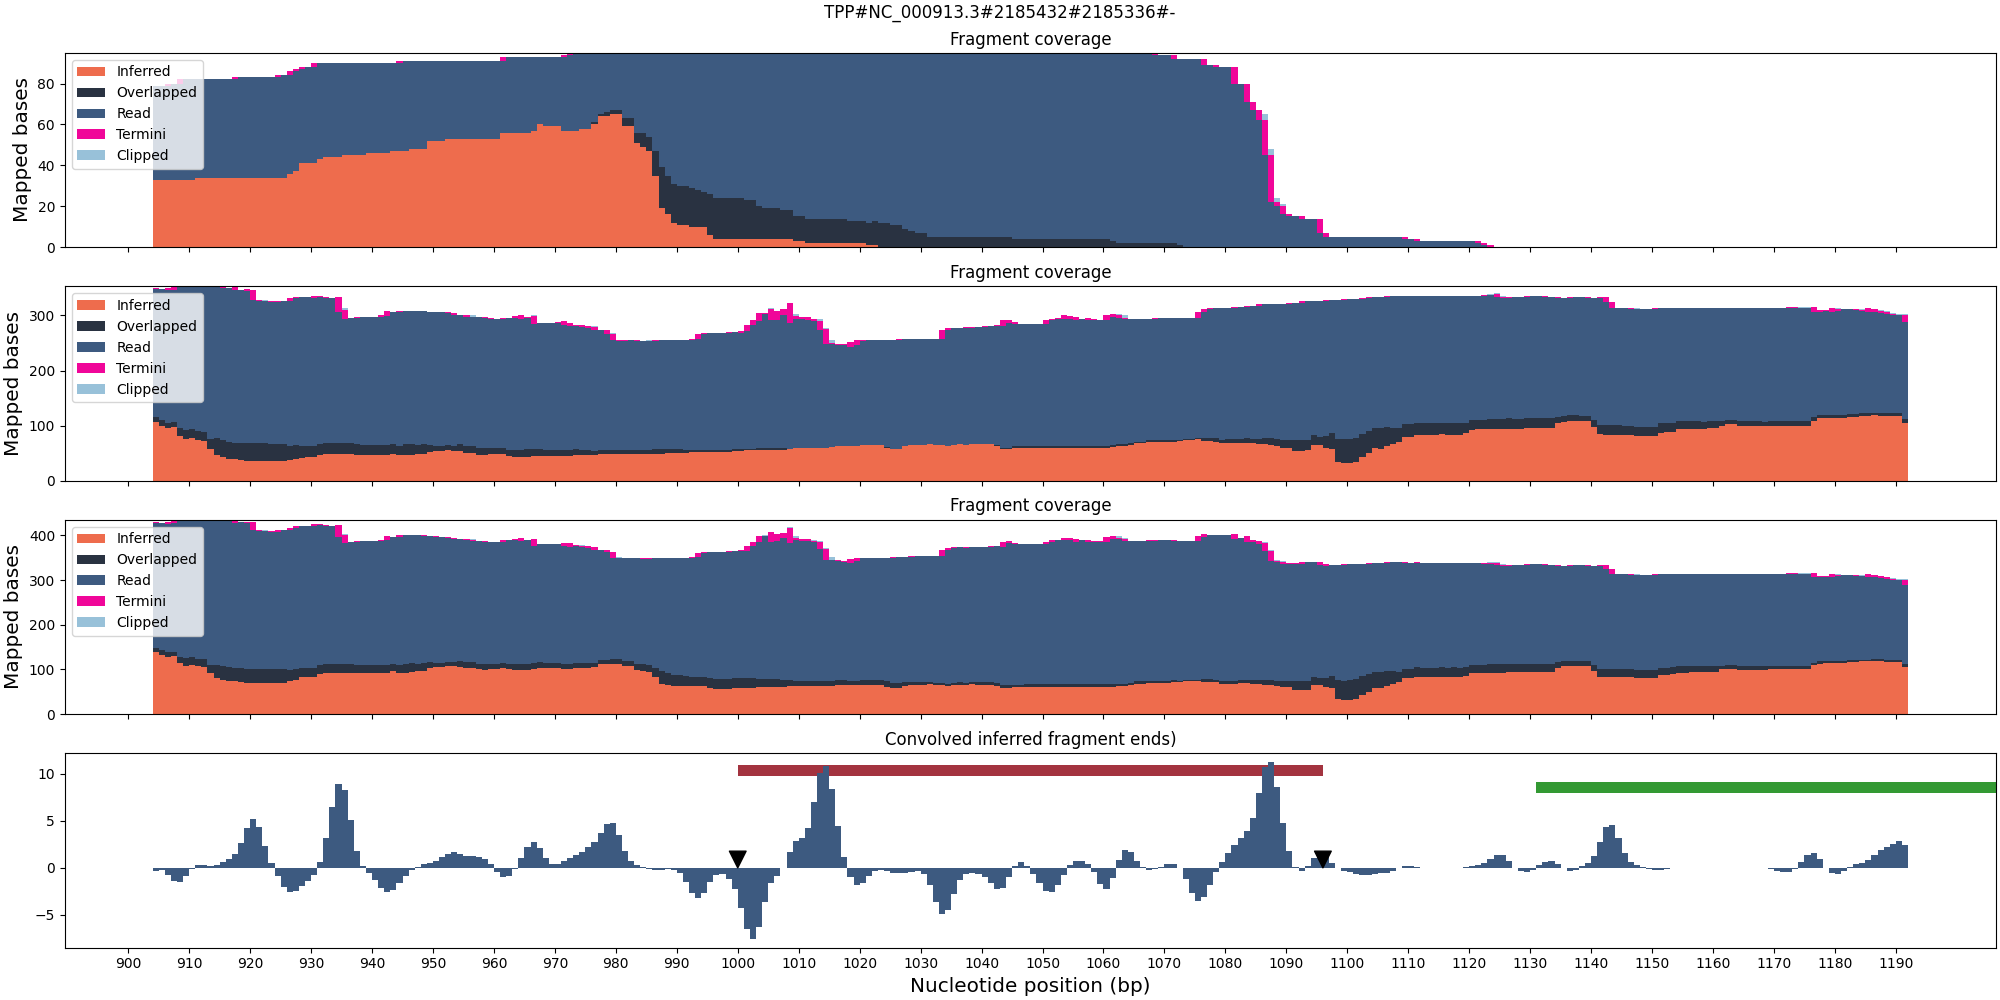 TPP#NC_000913.3#2185432#2185336#-
Fragment coverage
Mapped bases
80
60
40
20
0
Inferred
Overlapped
Read
Termini
Clipped
Fragment coverage
Mapped bases
300
200
100
0
Inferred
Overlapped
Read
Termini
Clipped
Fragment coverage
Mapped bases
400
300
200
100
0
Inferred
Overlapped
Read
Termini
Clipped
Convolved inferred fragment ends)
10
5
0
−5
900 910 920 930 940 950 960 970 980 990 1000 1010 1020 1030 1040 1050 1060 1070 1080 1090 1100 1110 1120 1130 1140 1150 1160 1170 1180 1190
Nucleotide position (bp)